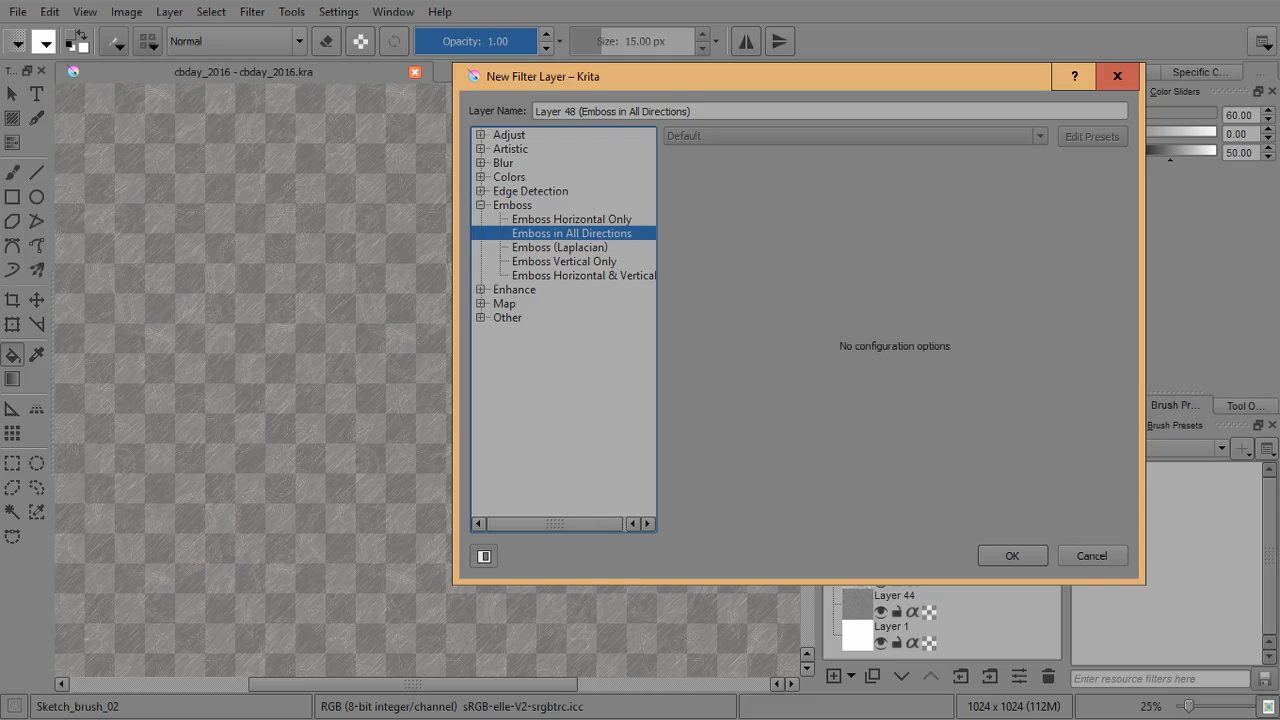 File Edit View Image Layer Select Filter Tools Settings Window Help
Normal
Opacity: 1.00
Size: 15.00 px
T...
cbday_2016 - cbday_2016.kra
New Filter Layer – Krita
?
Specific C...
Color Sliders
60.00
0.00
50.00
Layer Name: Layer 48 (Emboss in All Directions)
Default
Edit Presets
Adjust
Artistic
Blur
Colors
Edge Detection
Emboss
Emboss Horizontal Only
Emboss in All Directions
Emboss (Laplacian)
Emboss Vertical Only
Emboss Horizontal & Vertical
Enhance
Map
Other
No configuration options
OK
Cancel
Brush Pr...
Tool O...
Brush Presets
Layer 44
Layer 1
Enter resource filters here
Sketch_brush_02
RGB (8-bit integer/channel) sRGB-elle-V2-srgbtrc.icc
1024 x 1024 (112M)
25%